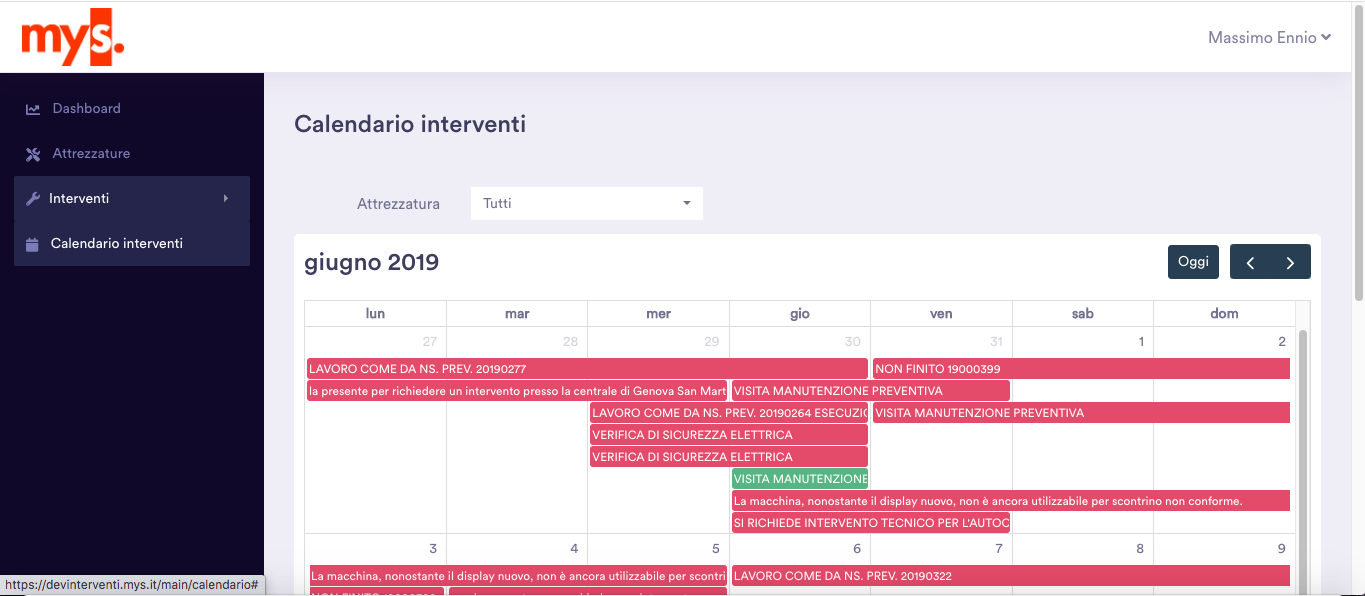 mys.
Massimo Ennio
Dashboard
Attrezzature
Interventi
Calendario interventi
Calendario interventi
Attrezzatura
Tutti
giugno 2019
Oggi
lun mar mer gio ven sab dom
27 28 29 30 31 1 2
LAVORO COME DA NS. PREV. 20190277
NON FINITO 19000399
la presente per richiedere un intervento presso la centrale di Genova San Mart
VISITA MANUTENZIONE PREVENTIVA
LAVORO COME DA NS. PREV. 20190264 ESECUZI
VISITA MANUTENZIONE PREVENTIVA
VERIFICA DI SICUREZZA ELETTRICA
VERIFICA DI SICUREZZA ELETTRICA
VISITA MANUTENZIONE
La macchina, nonostante il display nuovo, non è ancora utilizzabile per scontrino non conforme.
SI RICHIEDE INTERVENTO TECNICO PER L'AUTOC
3 4 5 6 7 8 9
La macchina, nonostante il display nuovo, non è ancora utilizzabile per scontri
LAVORO COME DA NS. PREV. 20190322
https://devinterventi.mys.it/main/calendario#